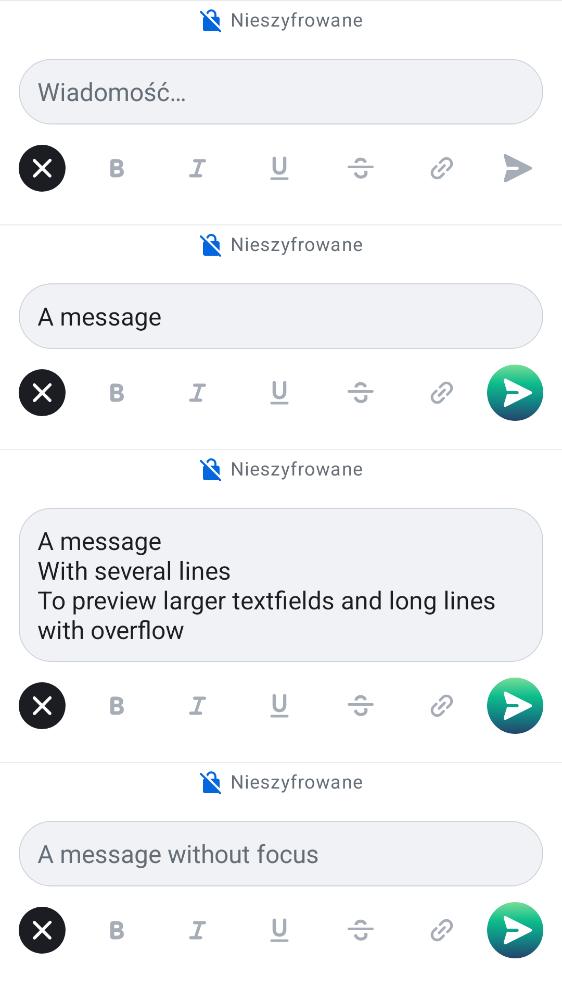 Nieszyfrowane
Wiadomość…
B I U S
Nieszyfrowane
A message
B I U S
Nieszyfrowane
A message
With several lines
To preview larger textfields and long lines
with overflow
B I U S
Nieszyfrowane
A message without focus
B I U S